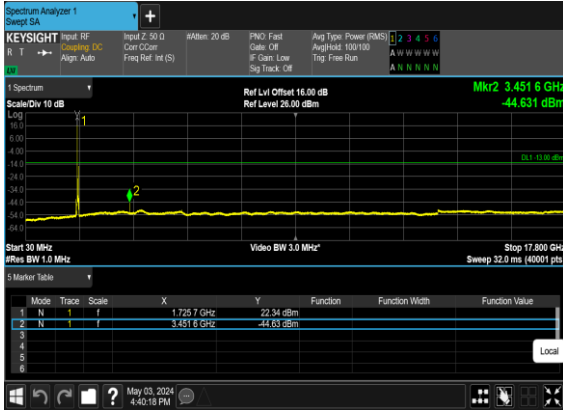 Spectrum Analyzer 1
Swept SA
+
KEYSIGHT Input: RF Input Z: 50 Ω #Atten: 20 dB PNO: Fast Avg Type: Power (RMS) 1 2 3 4 5 6
R T Coupling: DC Corr CCorr Gate: Off Avg|Hold: 100/100 A W W W W W
Align: Auto Freq Ref: Int (S) IF Gain: Low Trig: Free Run
Sig Track: Off A N N N N N
1 Spectrum
Ref Lvl Offset 16.00 dB Mkr2 3.451 6 GHz
Scale/Div 10 dB Ref Level 26.00 dBm -44.631 dBm
Log
16.0
1
6.00
-4.00
-14.0
DL1 -13.00 dBm
-24.0
-34.0
2
-44.0
-54.0
-64.0
Start 30 MHz Video BW 3.0 MHz* Stop 17.800 GHz
#Res BW 1.0 MHz Sweep 32.0 ms (40001 pts
5 Marker Table
Mode Trace Scale X Y Function Function Width Function Value
1 N 1 f 1.725 7 GHz 22.34 dBm
2 N 1 f 3.451 6 GHz -44.63 dBm
3
4
5
6
Local
?
May 03, 2024
4:40:18 PM